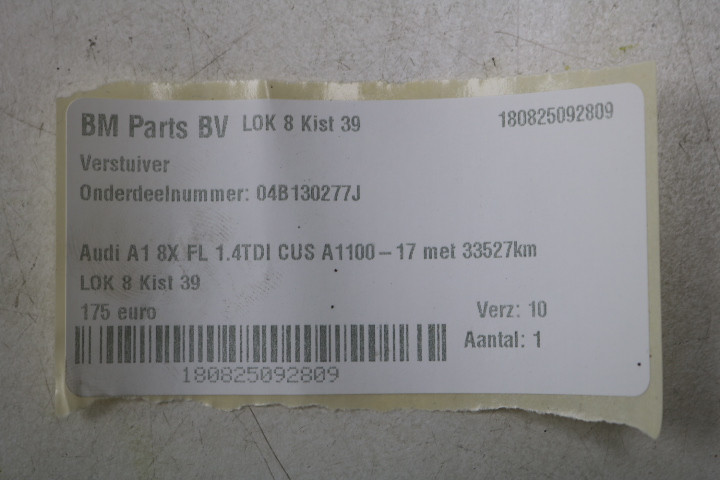 BM Parts BV LOK 8 Kist 39 180825092809
Verstuiver
Onderdeelnummer: 04B130277J
Audi A1 8X FL 1.4TDI CUS A1100-17 met 33527km
LOK 8 Kist 39
175 euro Verz: 10
Aantal: 1
180825092809